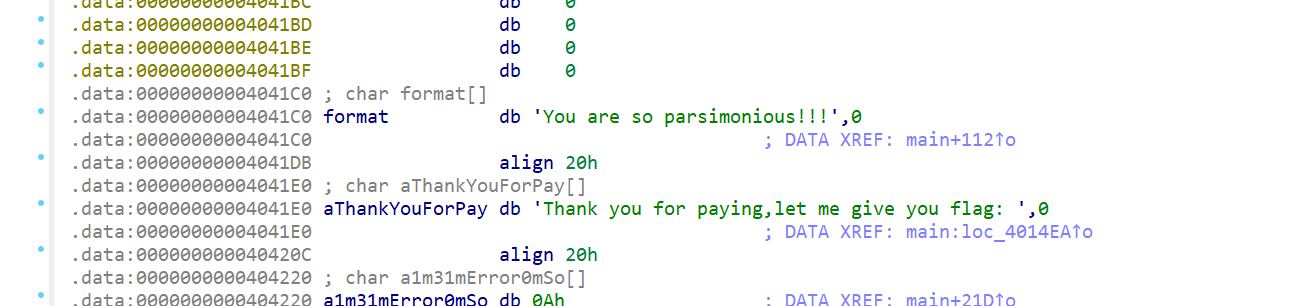 .data:00000000004041BC db 0
.data:00000000004041BD db 0
.data:00000000004041BE db 0
.data:00000000004041BF db 0
.data:00000000004041C0 ; char format[]
.data:00000000004041C0 format db 'You are so parsimonious!!!',0
.data:00000000004041C0 ; DATA XREF: main+112↑o
.data:00000000004041DB align 20h
.data:00000000004041E0 ; char aThankYouForPay[]
.data:00000000004041E0 aThankYouForPay db 'Thank you for paying,let me give you flag: ',0
.data:00000000004041E0 ; DATA XREF: main:loc_4014EA↑o
.data:000000000040420C align 20h
.data:0000000000404220 ; char a1m31mError0mSo[]
.data:0000000000404220 a1m31mError0mSo db 0Ah ; DATA XREF: main+21D↑o